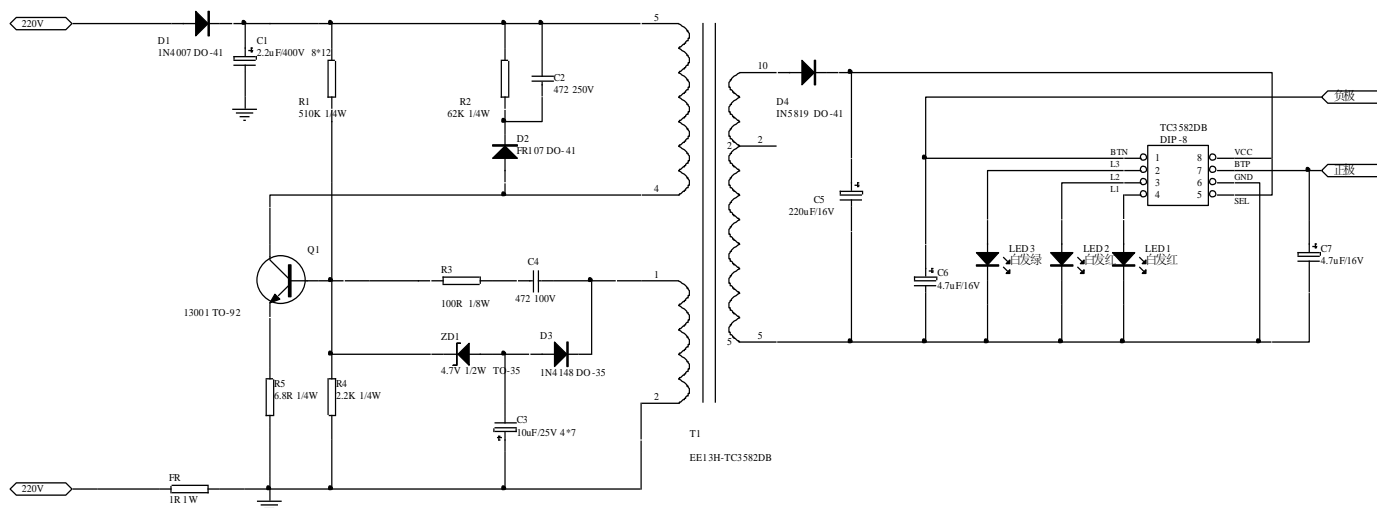 220V
D1
1N4007 DO-41
C1
2.2uF/400V 8*12
R1
510K 1/4W
R2
62K 1/4W
C2
472 250V
D2
FR107 DO-41
5
4
Q1
13001 TO-92
R3
100R 1/8W
C4
472 100V
1
ZD1
4.7V 1/2W TO-35
D3
1N4148 DO-35
R5
6.8R 1/4W
R4
2.2K 1/4W
C3
10uF/25V 4*7
2
T1
EE13H-TC3582DB
FR
1R 1W
220V
10
D4
IN5819 DO-41
2
2
C5
220uF/16V
5
5
负极
TC3582DB
DIP-8
BTN
1
8
VCC
L3
2
7
BTP
正极
L2
3
6
GND
L1
4
5
SEL
LED3
白发绿
LED2
白发红
LED1
白发红
C6
4.7uF/16V
C7
4.7uF/16V